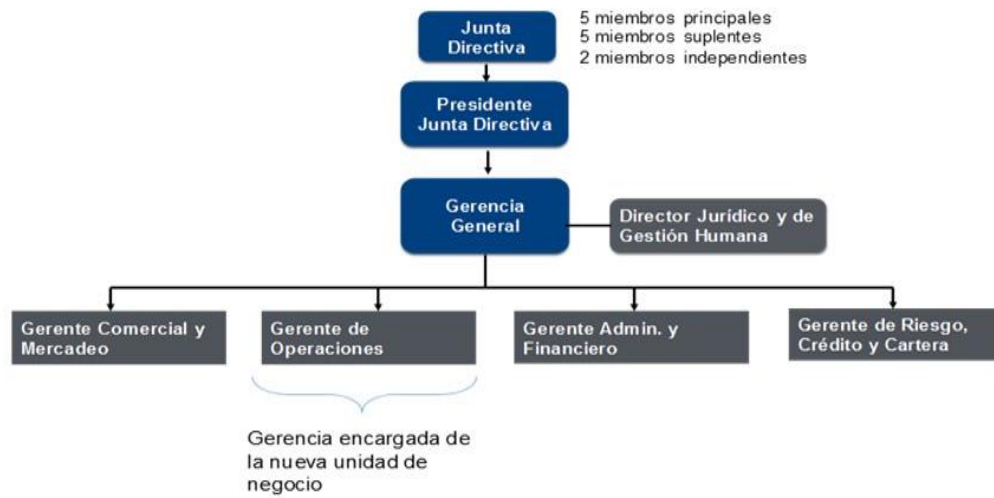 Junta
Directiva
5 miembros principales
5 miembros suplentes
2 miembros independientes
Presidente
Junta Directiva
Gerencia
General
Director Jurídico y de
Gestión Humana
Gerente Comercial y
Mercadeo
Gerente de
Operaciones
Gerente Admin. y
Financiero
Gerente de Riesgo,
Crédito y Cartera
Gerencia encargada de
la nueva unidad de
negocio